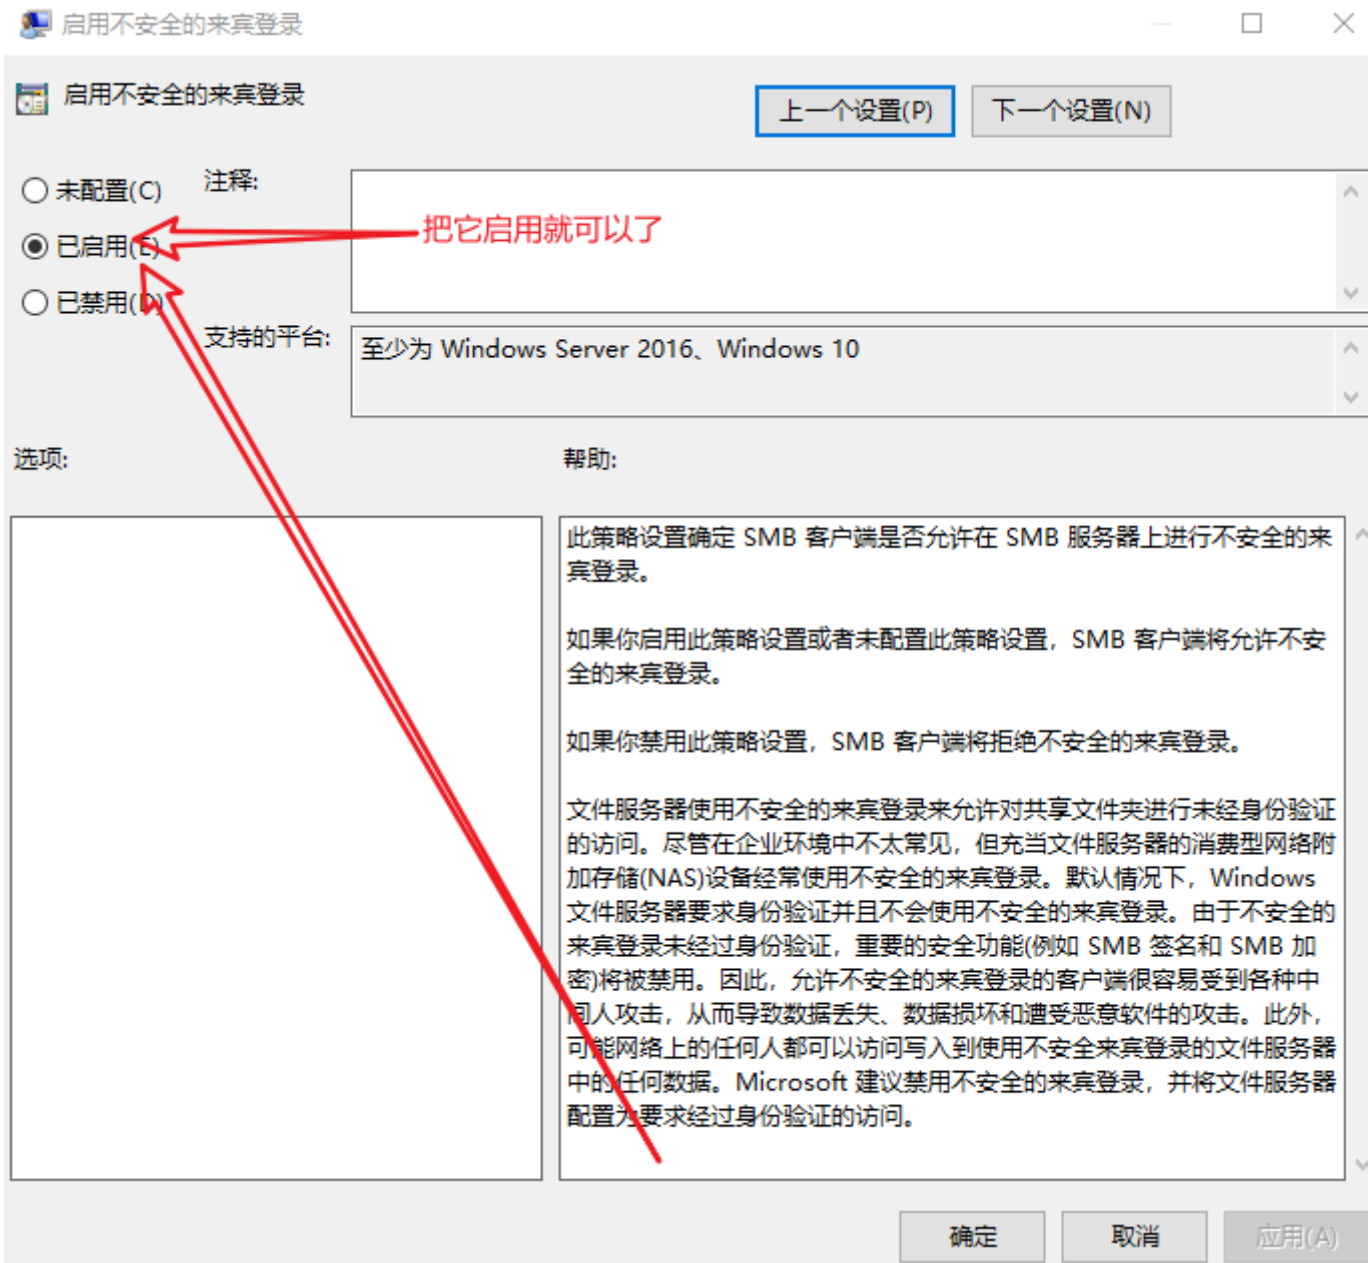 启用不安全的来宾登录
启用不安全的来宾登录
上一个设置(P)
下一个设置(N)
未配置(C)
注释:
把它启用就可以了
已启用(E)
已禁用(D)
支持的平台:
至少为 Windows Server 2016、Windows 10
选项:
帮助:
此策略设置确定 SMB 客户端是否允许在 SMB 服务器上进行不安全的来
宾登录。
如果你启用此策略设置或者未配置此策略设置，SMB 客户端将允许不安
全的来宾登录。
如果你禁用此策略设置，SMB 客户端将拒绝不安全的来宾登录。
文件服务器使用不安全的来宾登录来允许对共享文件夹进行未经身份验证
的访问。尽管在企业环境中不太常见，但充当文件服务器的消费型网络附
加存储(NAS)设备经常使用不安全的来宾登录。默认情况下，Windows
文件服务器要求身份验证并且不会使用不安全的来宾登录。由于不安全的
来宾登录未经过身份验证，重要的安全功能(例如 SMB 签名和 SMB 加
密)将被禁用。因此，允许不安全的来宾登录的客户端很容易受到各种中
间人攻击，从而导致数据丢失、数据损坏和遭受恶意软件的攻击。此外，
可能网络上的任何人都可以访问写入到使用不安全来宾登录的文件服务器
中的任何数据。Microsoft 建议禁用不安全的来宾登录，并将文件服务器
配置为要求经过身份验证的访问。
确定
取消
应用(A)